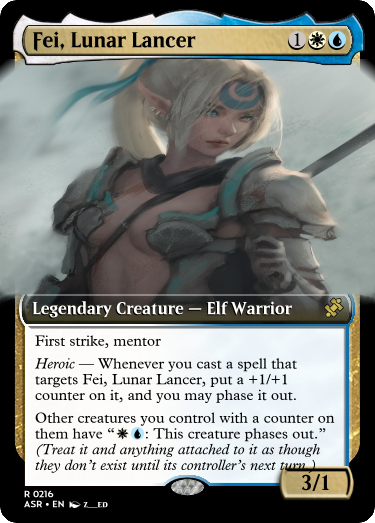 Fei, Lunar Lancer 1
Legendary Creature — Elf Warrior
First strike, mentor
Heroic — Whenever you cast a spell that
targets Fei, Lunar Lancer, put a +1/+1
counter on it, and you may phase it out.
Other creatures you control with a counter on
them have “: This creature phases out.”
(Treat it and anything attached to it as though
they don’t exist until its controller’s next turn.)
3/1
R 0216
ASR • EN Z__ED